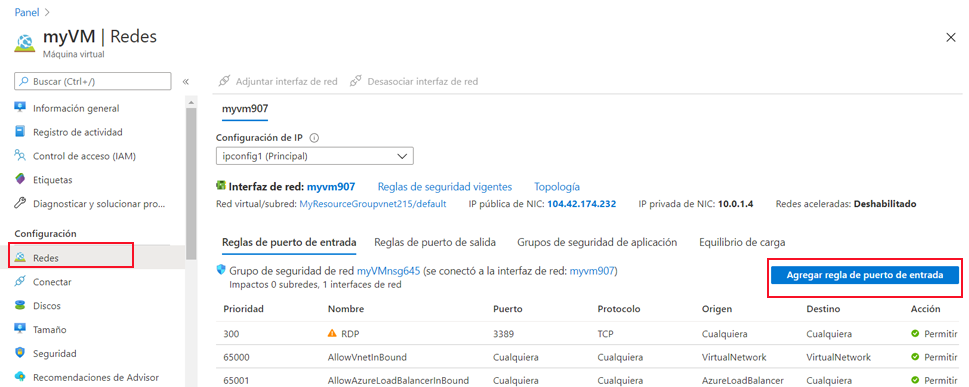 Panel >
myVM | Redes
Máquina virtual
Buscar (Ctrl+/)
«
Información general
Registro de actividad
Control de acceso (IAM)
Etiquetas
Diagnosticar y solucionar pro...
Configuración
Redes
Conectar
Discos
Tamaño
Seguridad
Recomendaciones de Advisor
Adjuntar interfaz de red Desasociar interfaz de red
myvm907
Configuración de IP
ipconfig1 (Principal)
Interfaz de red: myvm907 Reglas de seguridad vigentes Topología
Red virtual/subred: MyResourceGroupvnet215/default IP pública de NIC: 104.42.174.232 IP privada de NIC: 10.0.1.4 Redes aceleradas: Deshabilitado
Reglas de puerto de entrada Reglas de puerto de salida Grupos de seguridad de aplicación Equilibrio de carga
Grupo de seguridad de red myVMnsg645 (se conectó a la interfaz de red: myvm907)
Impactos 0 subredes, 1 interfaces de red
Agregar regla de puerto de entrada
Prioridad Nombre Puerto Protocolo Origen Destino Acción
300 RDP 3389 TCP Cualquiera Cualquiera Permitir
65000 AllowVnetInBound Cualquiera Cualquiera VirtualNetwork VirtualNetwork Permitir
65001 AllowAzureLoadBalancerInBound Cualquiera Cualquiera AzureLoadBalancer Cualquiera Permitir